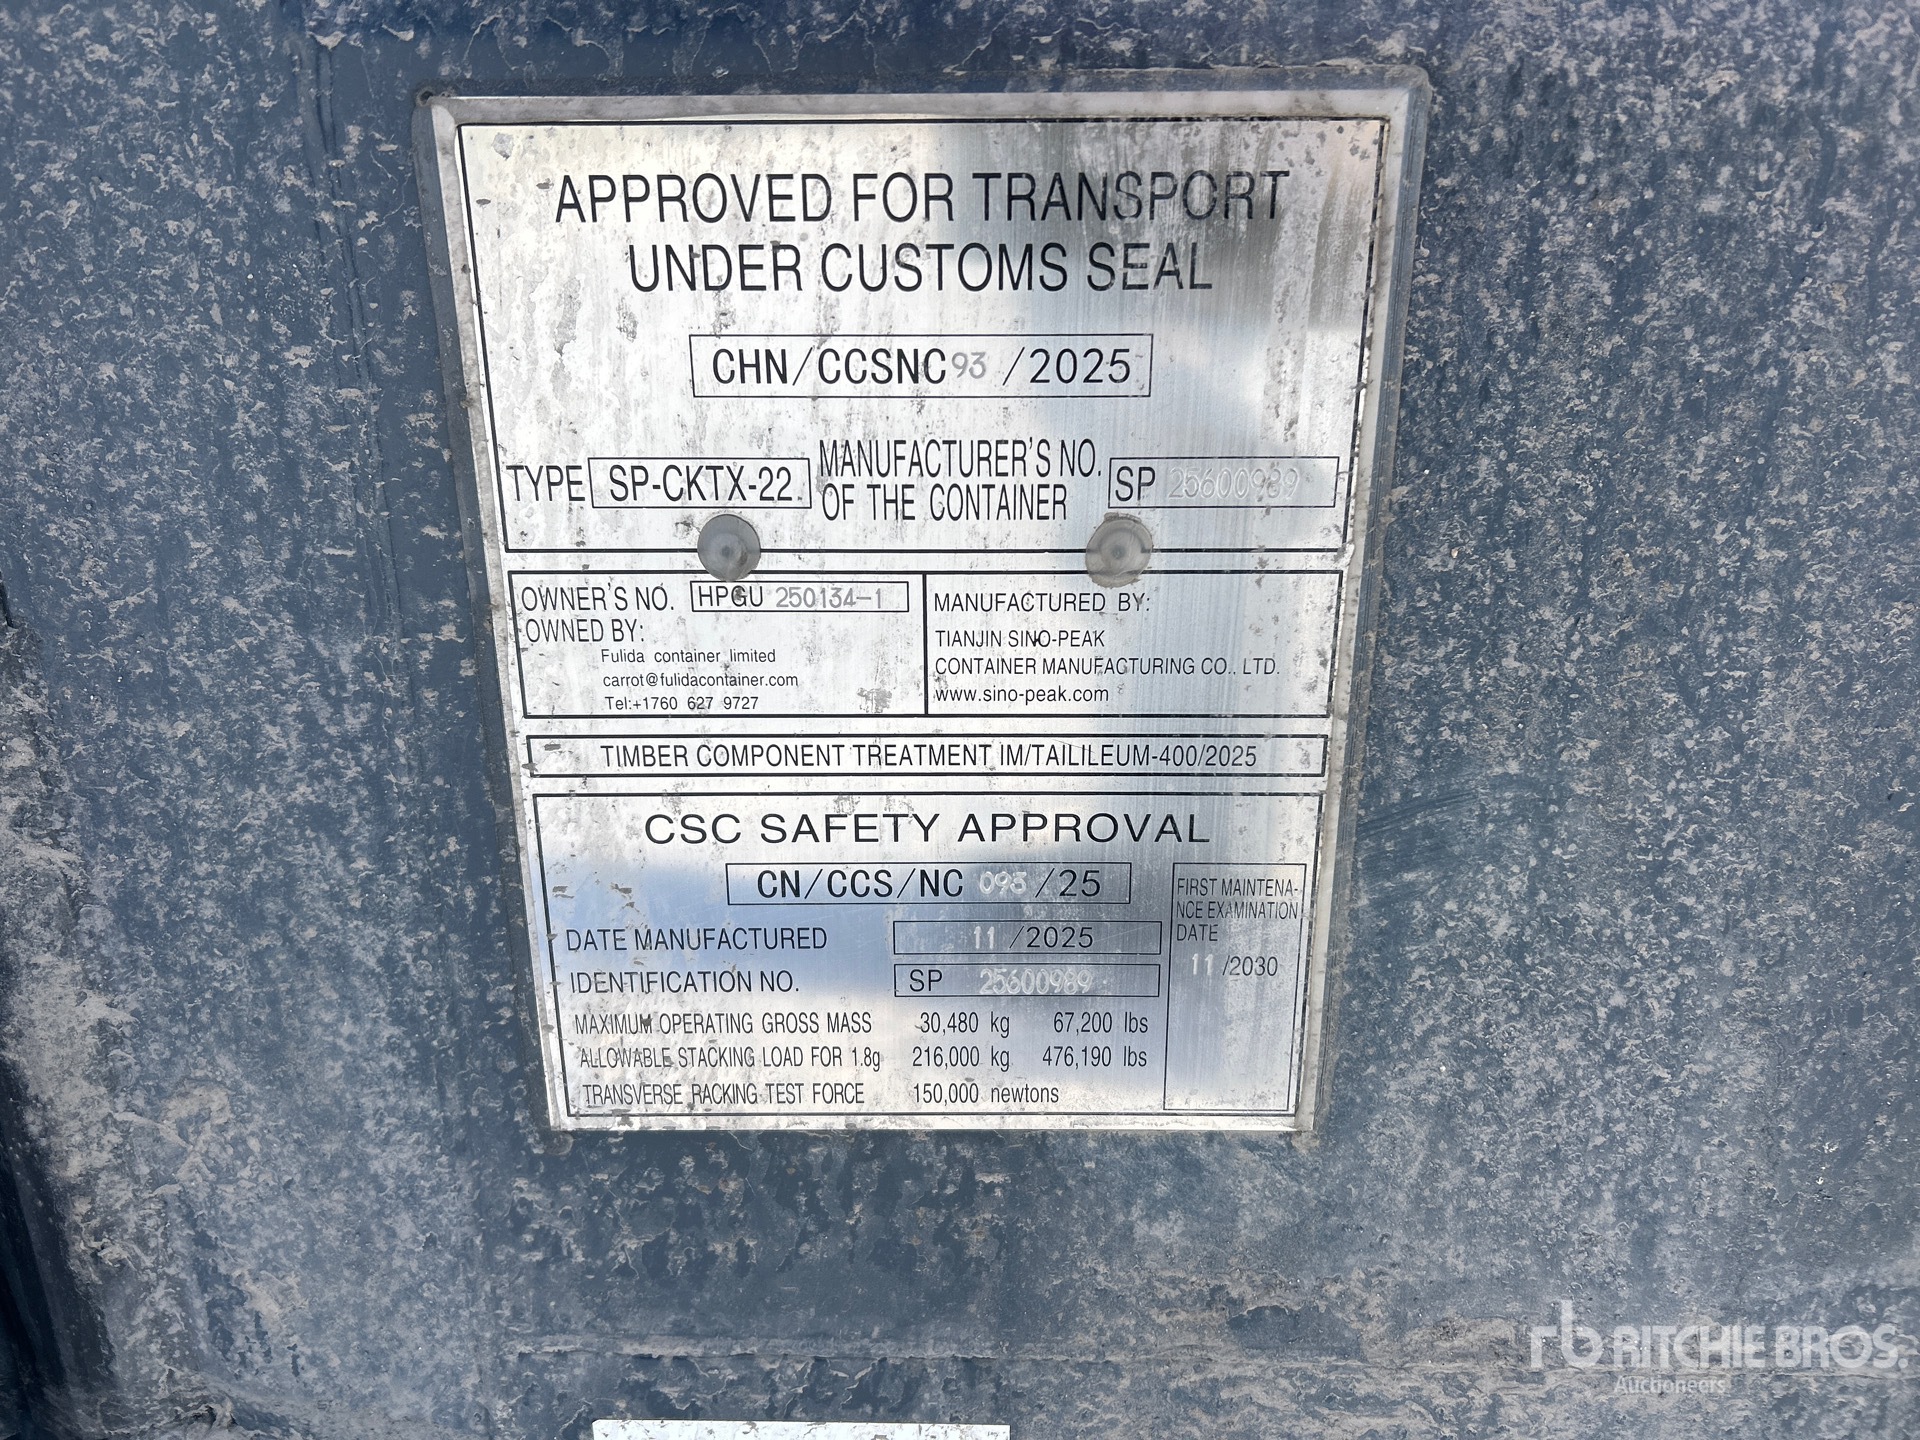 APPROVED FOR TRANSPORT
UNDER CUSTOMS SEAL
CHN/CCSNC 93 /2025
TYPE SP-CKTX-22 MANUFACTURER'S NO. OF THE CONTAINER SP 25600989
OWNER'S NO. HPGU 250134-1
OWNED BY:
Fulida container limited
carrot@fulidacontainer.com
Tel:+1760 627 9727
MANUFACTURED BY:
TIANJIN SINO-PEAK
CONTAINER MANUFACTURING CO., LTD.
www.sino-peak.com
TIMBER COMPONENT TREATMENT IM/TAILILEUM-400/2025
CSC SAFETY APPROVAL
CN/CCS/NC 093 /25
DATE MANUFACTURED 11 /2025
IDENTIFICATION NO. SP 25600989
MAXIMUM OPERATING GROSS MASS 30,480 kg 67,200 lbs
ALLOWABLE STACKING LOAD FOR 1.8g 216,000 kg 476,190 lbs
TRANSVERSE RACKING TEST FORCE 150,000 newtons
FIRST MAINTENA-
NCE EXAMINATION
DATE
11 /2030
rb RITCHIE BROS.
Auctioneers